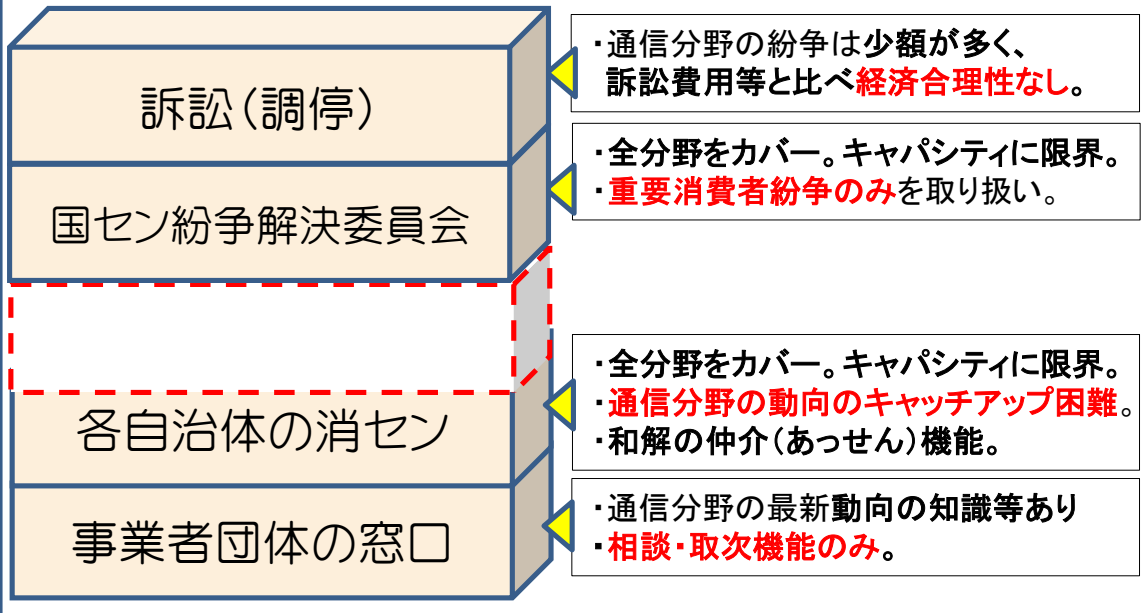 訴訟(調停)
・通信分野の紛争は少額が多く、
訴訟費用等と比べ経済合理性なし。
国セン紛争解決委員会
・全分野をカバー。キャパシティに限界。
・重要消費者紛争のみを取り扱い。
各自治体の消セン
・全分野をカバー。キャパシティに限界。
・通信分野の動向のキャッチアップ困難。
・和解の仲介(あっせん)機能。
事業者団体の窓口
・通信分野の最新動向の知識等あり
・相談・取次機能のみ。